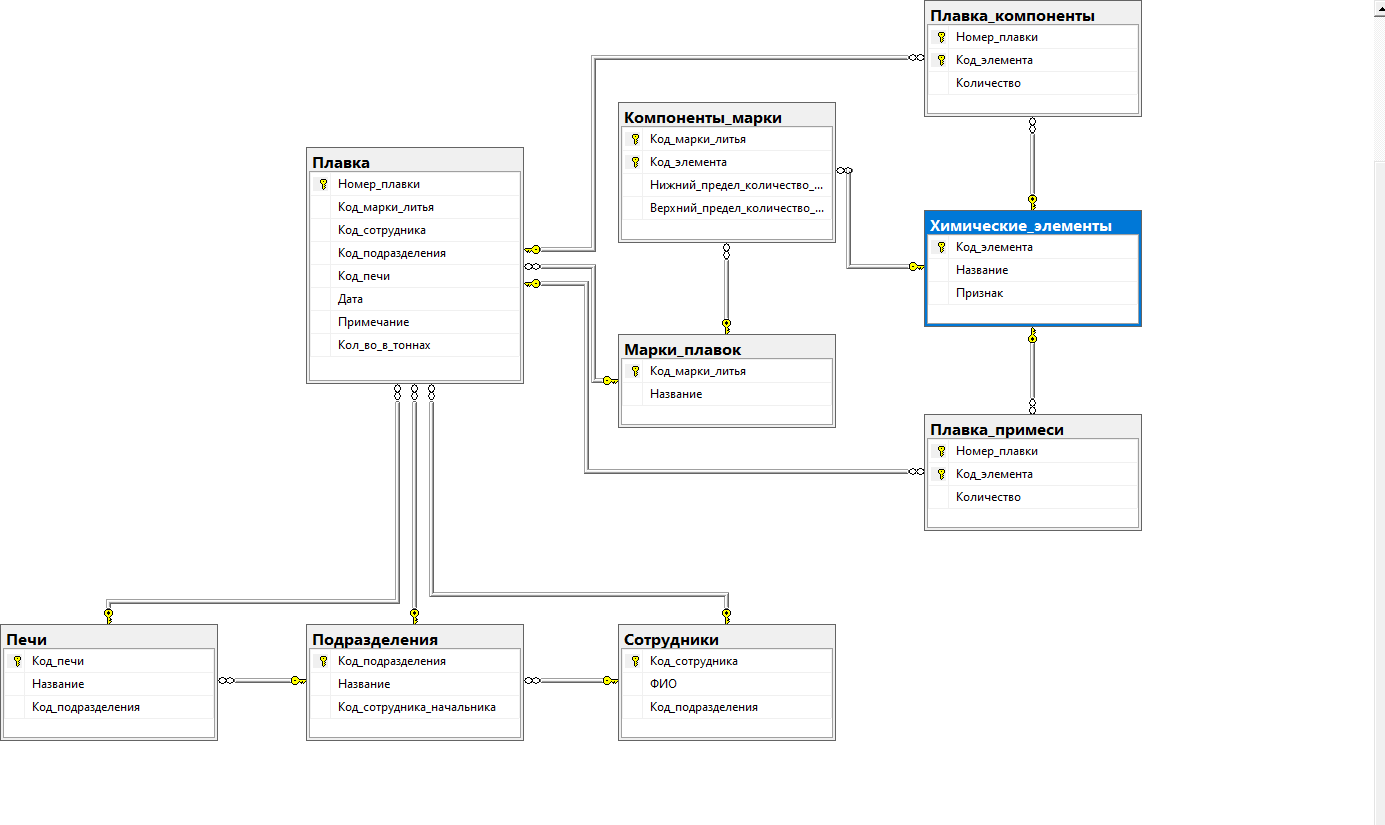 Плавка_компоненты
Номер_плавки
Код_элемента
Количество
Компоненты_марки
Код_марки_литья
Код_элемента
Нижний_предел_количество_...
Верхний_предел_количество_...
Плавка
Номер_плавки
Код_марки_литья
Код_сотрудника
Код_подразделения
Код_печи
Дата
Примечание
Кол_во_в_тоннах
Химические_элементы
Код_элемента
Название
Признак
Марки_плавок
Код_марки_литья
Название
Плавка_примеси
Номер_плавки
Код_элемента
Количество
Печи
Код_печи
Название
Код_подразделения
Подразделения
Код_подразделения
Название
Код_сотрудника_начальника
Сотрудники
Код_сотрудника
ФИО
Код_подразделения